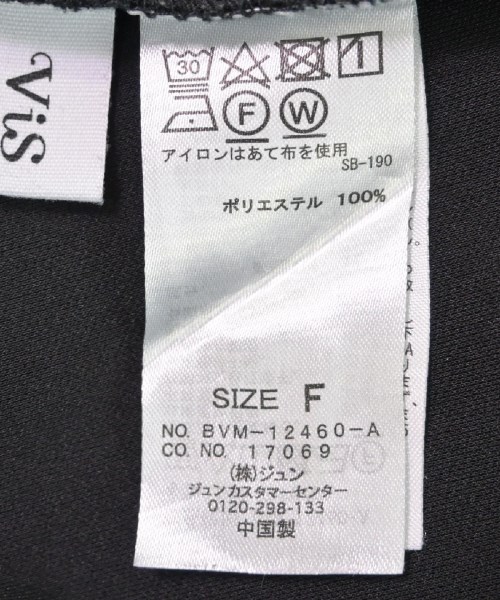 ViS
30
F W
アイロンはあて布を使用
SB-190
ポリエステル 100%
SIZE F
NO. BVM-12460-A
CO. NO. 17069
(株)ジュン
ジュンカスタマーセンター
0120-298-133
中国製